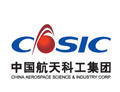 CASIC
中国航天科工集团
CHINA AEROSPACE SCIENCE & INDUSTRY CORP.